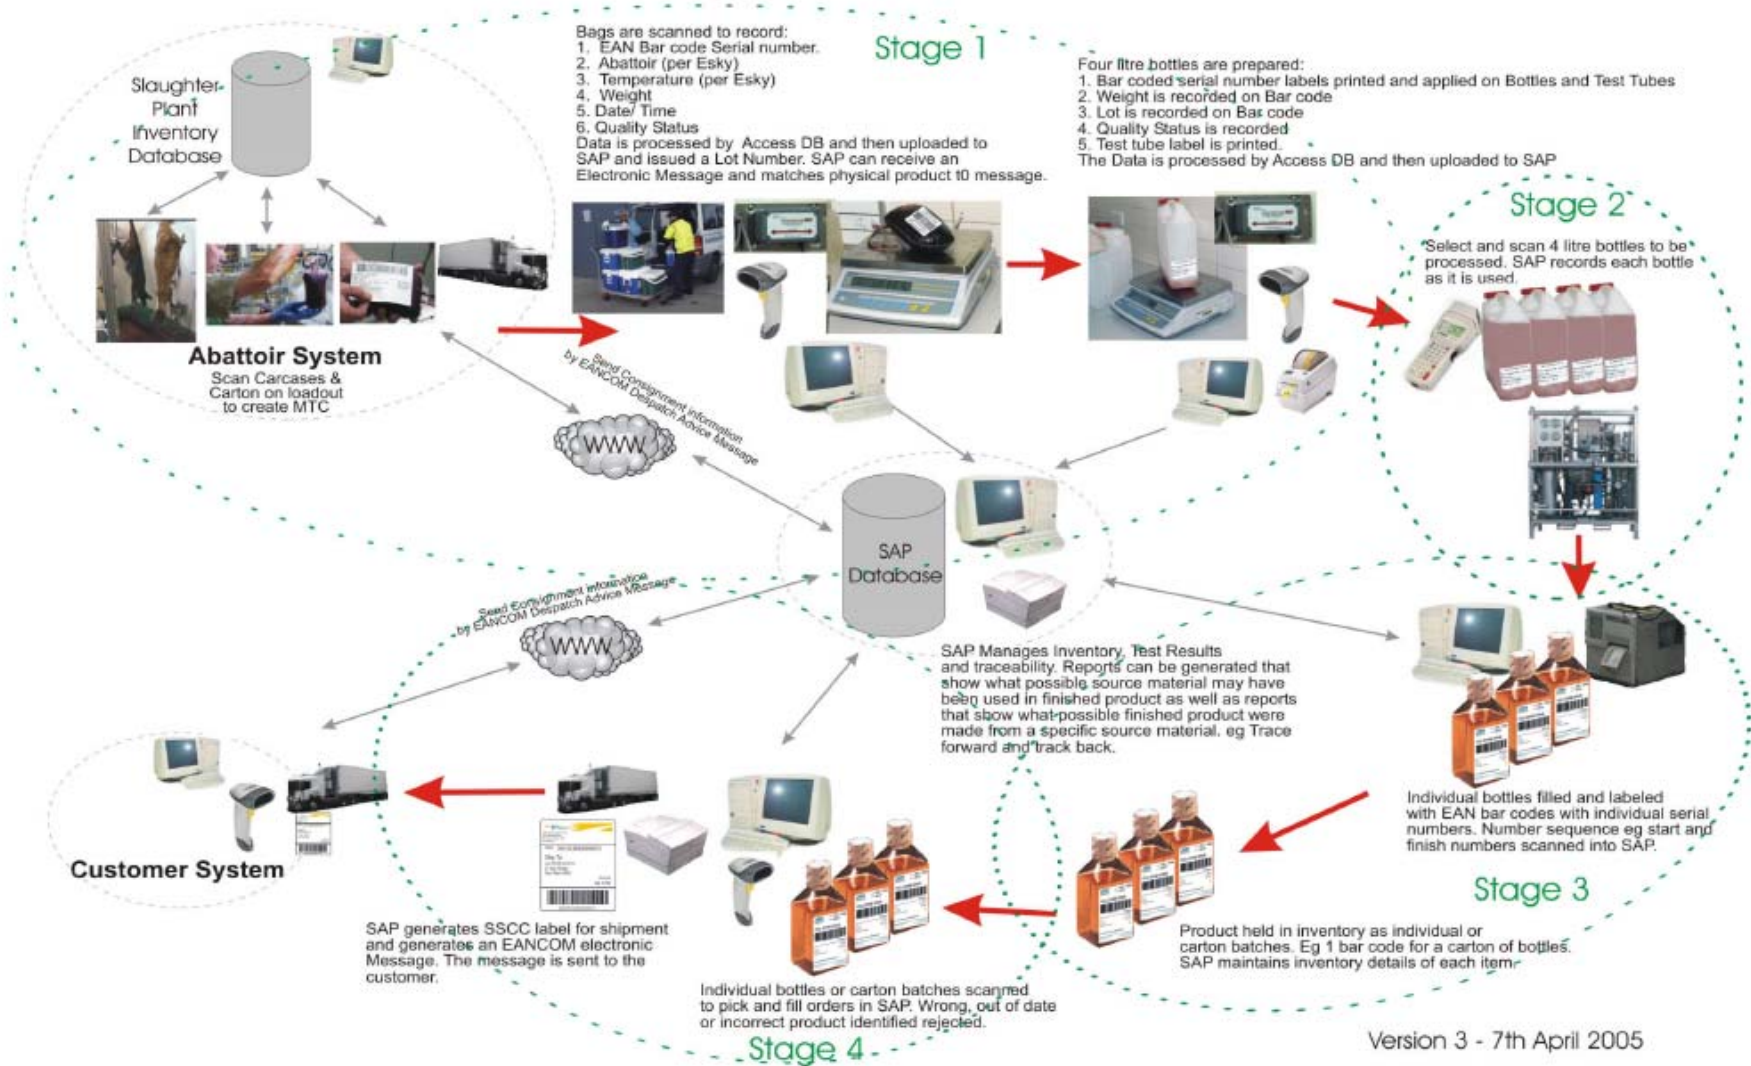 Stage 1
Slaughter
Plant
Inventory
Database
Abattoir System
Scan Carcases &
Carton on loadout
to create MTC
Bags are scanned to record:
1. EAN Bar code Serial number.
2. Abattoir (per Esky)
3. Temperature (per Esky)
4. Weight
5. Date/ Time
6. Quality Status
Data is processed by Access DB and then uploaded to
SAP and issued a Lot Number. SAP can receive an
Electronic Message and matches physical product t0 message.
Four litre bottles are prepared:
1. Bar coded serial number labels printed and applied on Bottles and Test Tubes
2. Weight is recorded on Bar code
3. Lot is recorded on Bar code
4. Quality Status is recorded
5. Test tube label is printed.
The Data is processed by Access DB and then uploaded to SAP
Stage 2
Select and scan 4 litre bottles to be
processed. SAP records each bottle
as it is used.
Send Consignment information
by EANCOM Despatch Advice Message
WWW
SAP
Database
Send Consignment information
by EANCOM Despatch Advice Message
WWW
SAP Manages Inventory, Test Results
and traceability. Reports can be generated that
show what possible source material may have
been used in finished product as well as reports
that show what possible finished product were
made from a specific source material. eg Trace
forward and track back.
Individual bottles filled and labeled
with EAN bar codes with individual serial
numbers. Number sequence eg start and
finish numbers scanned into SAP.
Stage 3
Product held in inventory as individual or
carton batches. Eg 1 bar code for a carton of bottles.
SAP maintains inventory details of each item.
Customer System
SAP generates SSCC label for shipment
and generates an EANCOM electronic
Message. The message is sent to the
customer.
Individual bottles or carton batches scanned
to pick and fill orders in SAP. Wrong, out of date
or incorrect product identified rejected.
Stage 4
Version 3 - 7th April 2005